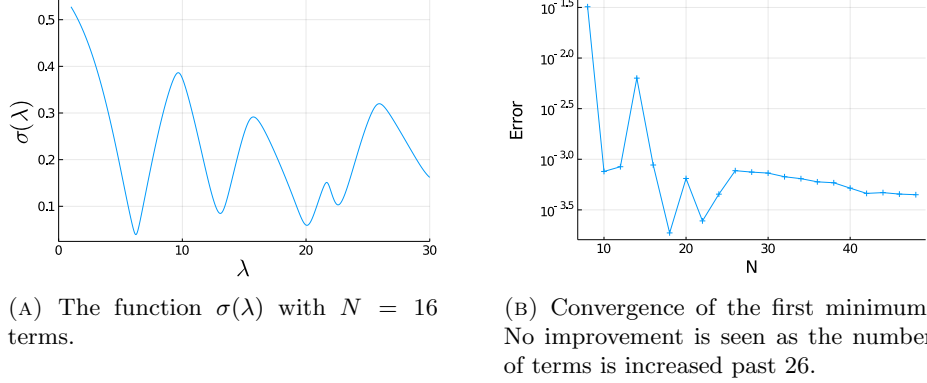 0.5
0.4
0.3
0.2
0.1
σ(λ)
0 10 20 30
λ
10^-1.5
10^-2.0
10^-2.5
10^-3.0
10^-3.5
Error
10 20 30 40
N
(A) The function σ(λ) with N = 16
terms.
(B) Convergence of the first minimum
No improvement is seen as the number
of terms is increased past 26.